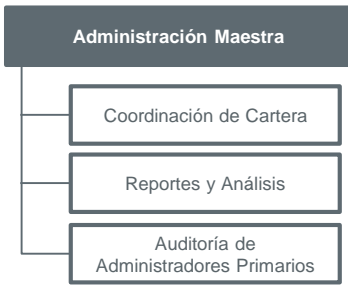 Administración Maestra
Coordinación de Cartera
Reportes y Análisis
Auditoría de
Administradores Primarios